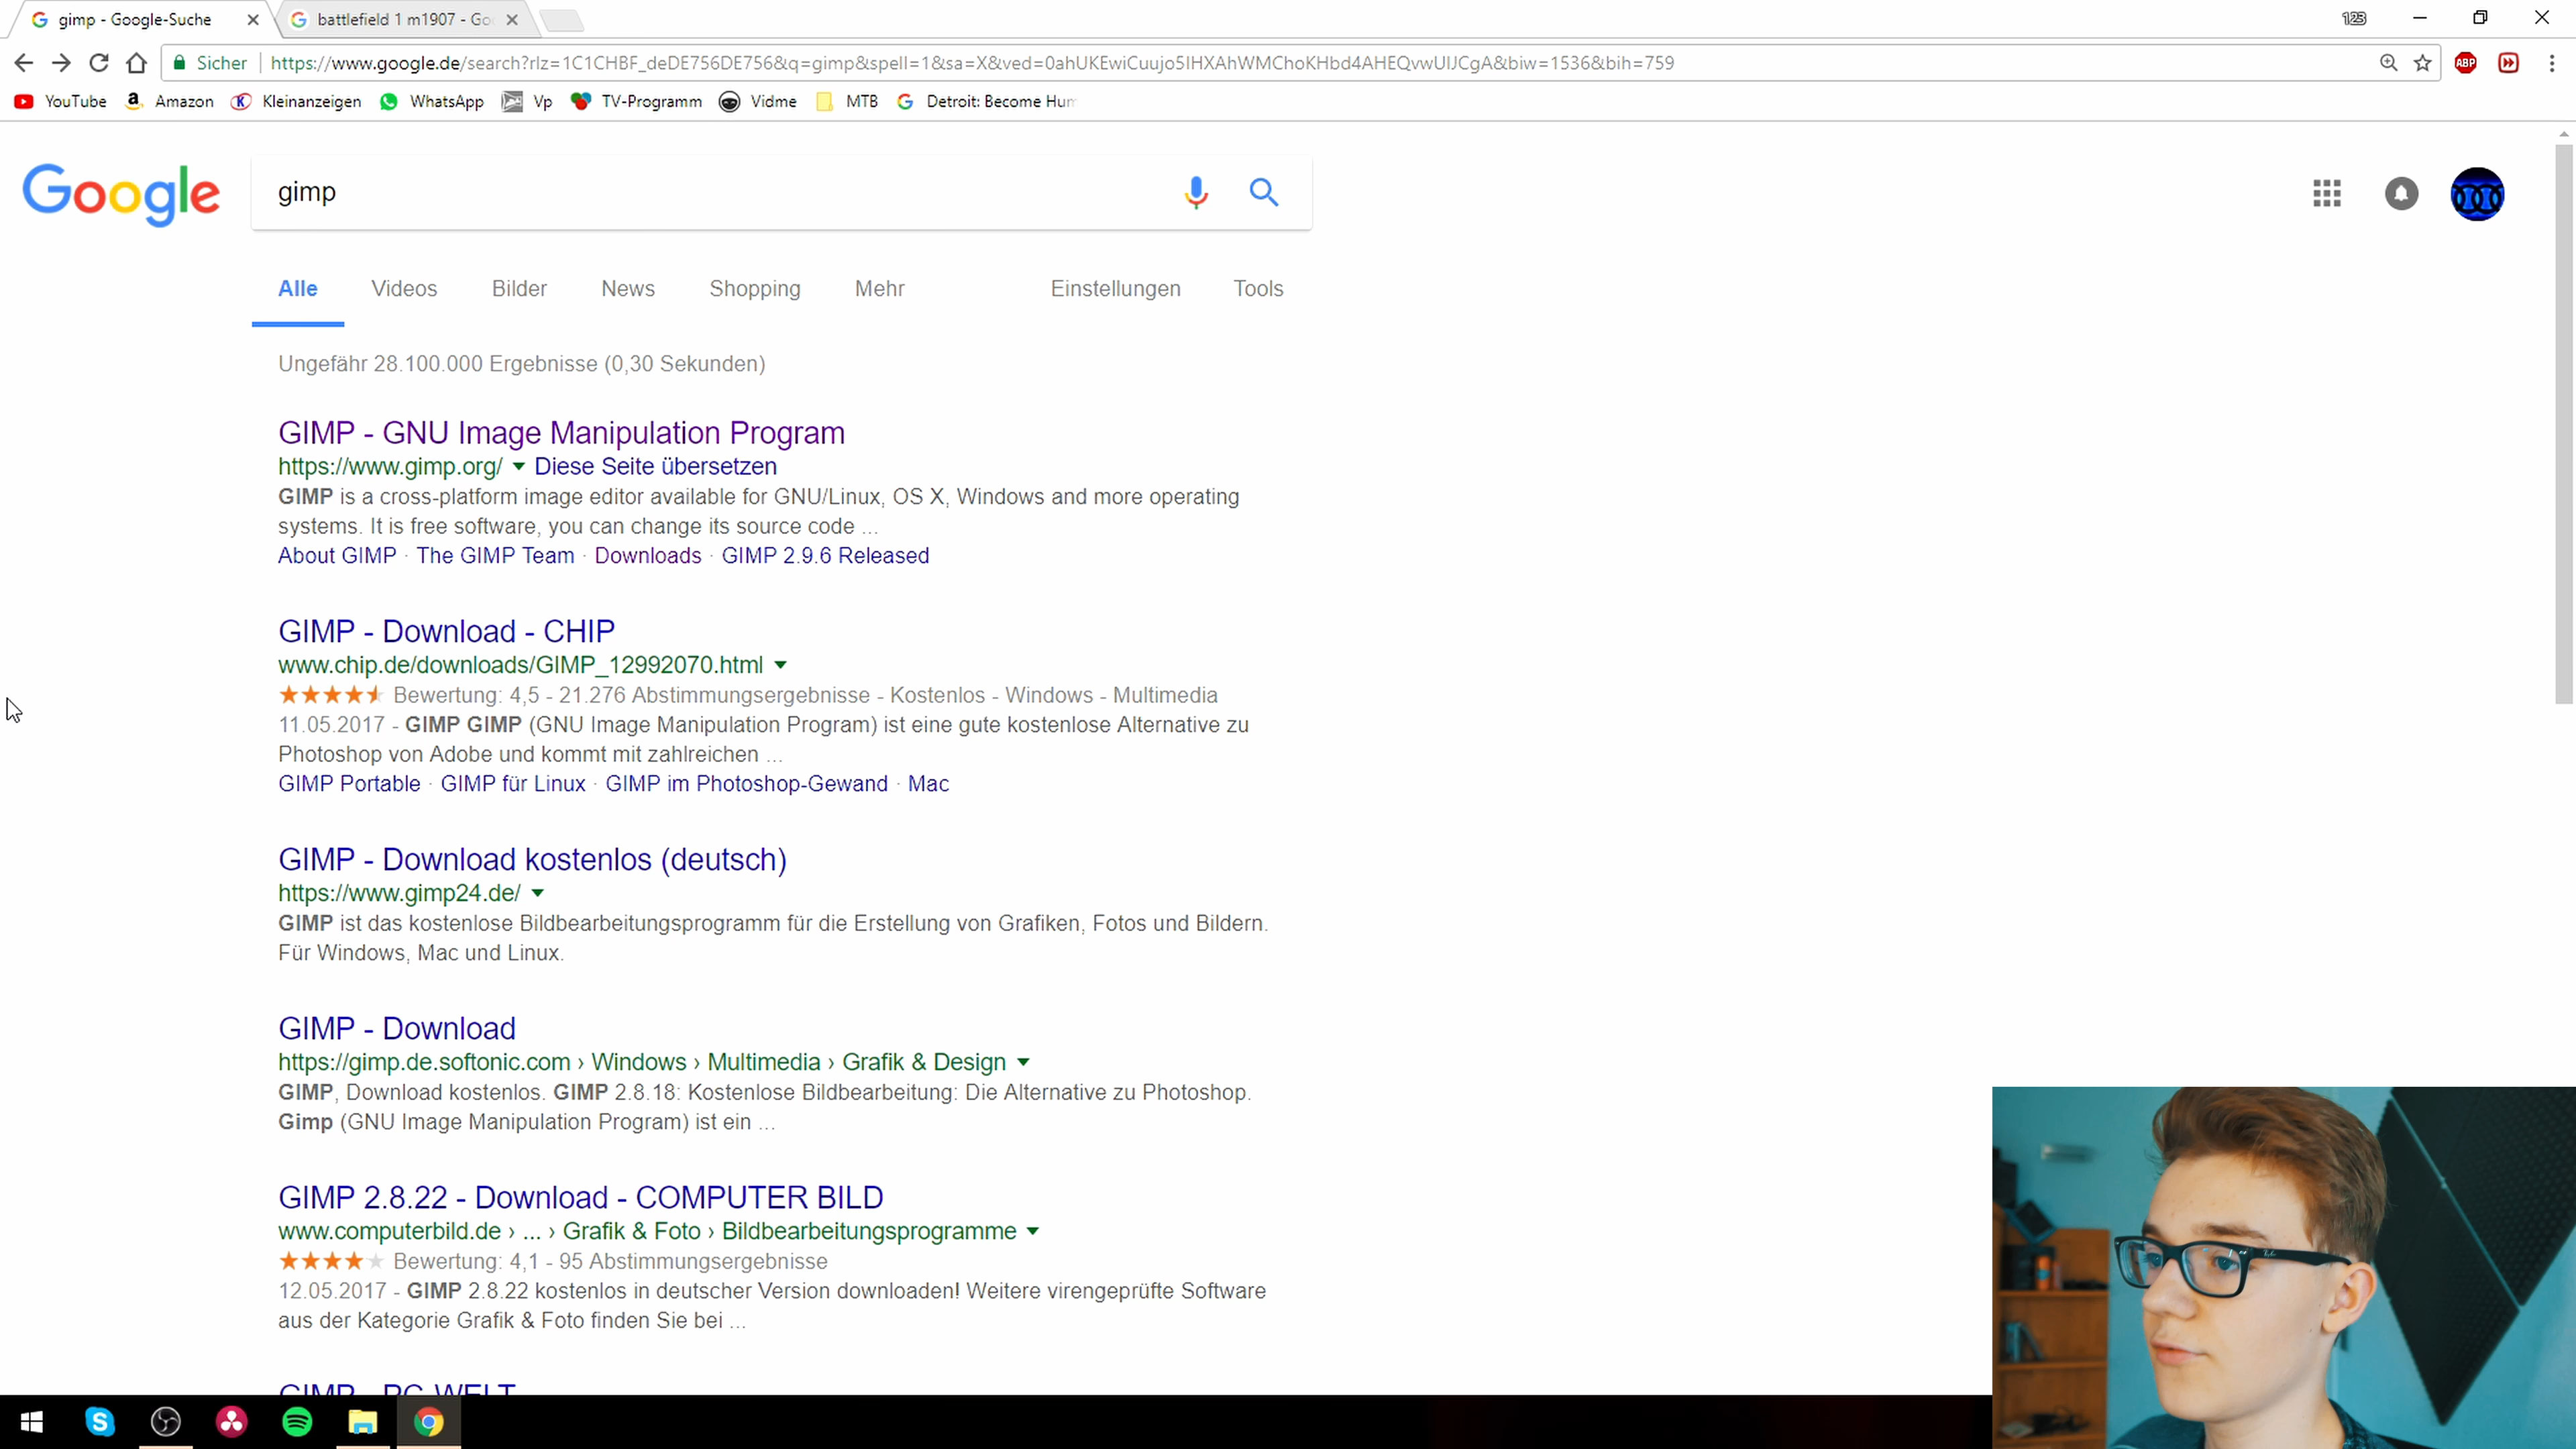 gimp - Google-Suche
battlefield 1 m1907 - Go
123
Sicher
https://www.google.de/search?rlz=1C1CHBF_deDE756DE756&q=gimp&spell=1&sa=X&ved=0ahUKEwiCuujo5IHXAhWMChoKHbd4AHEQvwUIJCgA&biw=1536&bih=759
ABP
YouTube
Amazon
Kleinanzeigen
WhatsApp
Vp
TV-Programm
Vidme
MTB
Detroit: Become Hum
Google
gimp
Alle
Videos
Bilder
News
Shopping
Mehr
Einstellungen
Tools
Ungefähr 28.100.000 Ergebnisse (0,30 Sekunden)
GIMP - GNU Image Manipulation Program
https://www.gimp.org/ Diese Seite übersetzen
GIMP is a cross-platform image editor available for GNU/Linux, OS X, Windows and more operating
systems. It is free software, you can change its source code ...
About GIMP · The GIMP Team · Downloads · GIMP 2.9.6 Released
GIMP - Download - CHIP
www.chip.de/downloads/GIMP_12992070.html
Bewertung: 4,5 - 21.276 Abstimmungsergebnisse - Kostenlos - Windows - Multimedia
11.05.2017 - GIMP GIMP (GNU Image Manipulation Program) ist eine gute kostenlose Alternative zu
Photoshop von Adobe und kommt mit zahlreichen ...
GIMP Portable · GIMP für Linux · GIMP im Photoshop-Gewand · Mac
GIMP - Download kostenlos (deutsch)
https://www.gimp24.de/
GIMP ist das kostenlose Bildbearbeitungsprogramm für die Erstellung von Grafiken, Fotos und Bildern.
Für Windows, Mac und Linux.
GIMP - Download
https://gimp.de.softonic.com › Windows › Multimedia › Grafik & Design
GIMP, Download kostenlos. GIMP 2.8.18: Kostenlose Bildbearbeitung: Die Alternative zu Photoshop.
Gimp (GNU Image Manipulation Program) ist ein ...
GIMP 2.8.22 - Download - COMPUTER BILD
www.computerbild.de › ... › Grafik & Foto › Bildbearbeitungsprogramme
Bewertung: 4,1 - 95 Abstimmungsergebnisse
12.05.2017 - GIMP 2.8.22 kostenlos in deutscher Version downloaden! Weitere virengeprüfte Software
aus der Kategorie Grafik & Foto finden Sie bei ...
GIMP - PC-WELT